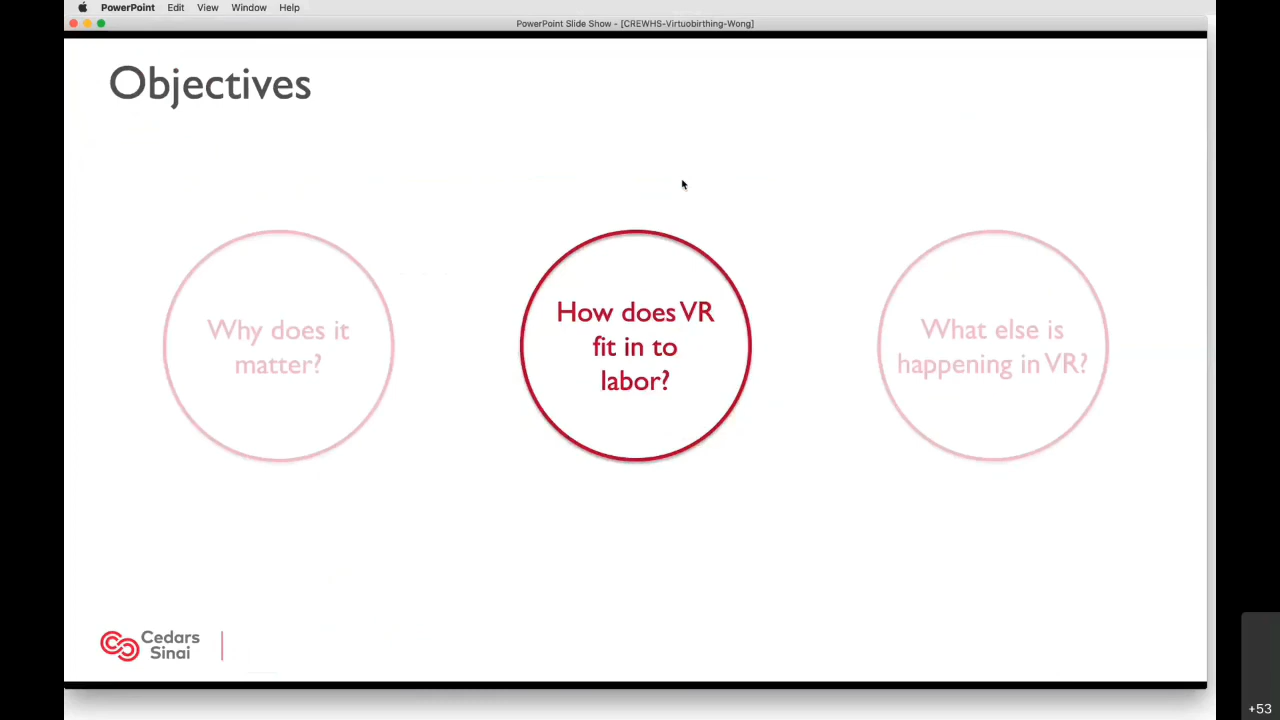 PowerPoint Edit View Window Help
PowerPoint Slide Show - [CREWHS-Virtuobirthing-Wong]
Objectives
Why does it
matter?
How does VR
fit in to
labor?
What else is
happening in VR?
Cedars
Sinai
+53